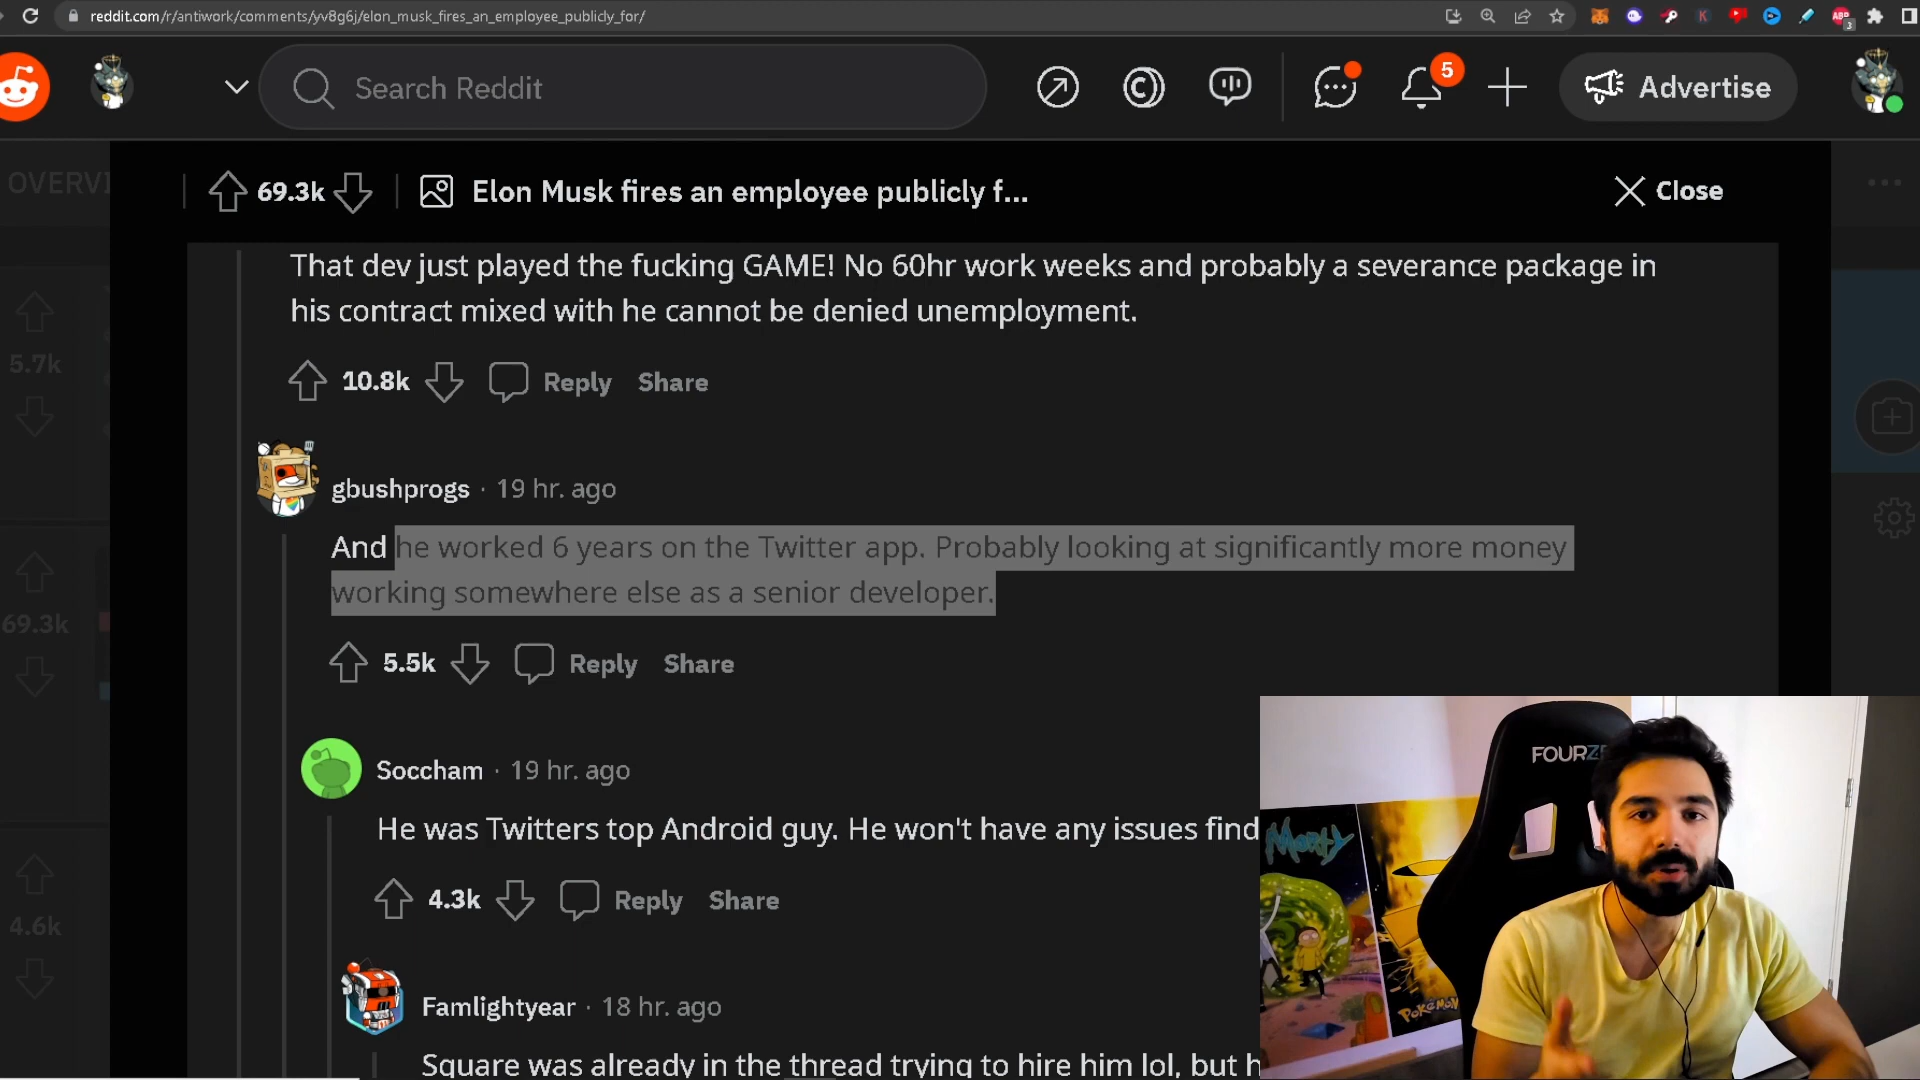 reddit.com/r/antiwork/comments/yv8g6j/elon_musk_fires_an_employee_publicly_for/
K
ABP
3
Search Reddit
5
Advertise
OVERVI
69.3k
Elon Musk fires an employee publicly f...
Close
That dev just played the fucking GAME! No 60hr work weeks and probably a severance package in
his contract mixed with he cannot be denied unemployment.
5.7k
10.8k
Reply
Share
gbushprogs · 19 hr. ago
And he worked 6 years on the Twitter app. Probably looking at significantly more money
working somewhere else as a senior developer.
69.3k
5.5k
Reply
Share
Soccham · 19 hr. ago
He was Twitters top Android guy. He won't have any issues find
4.3k
Reply
Share
4.6k
Famlightyear · 18 hr. ago
Square was already in the thread trying to hire him lol, but h
FOURZE
MORTY
POKÉMON